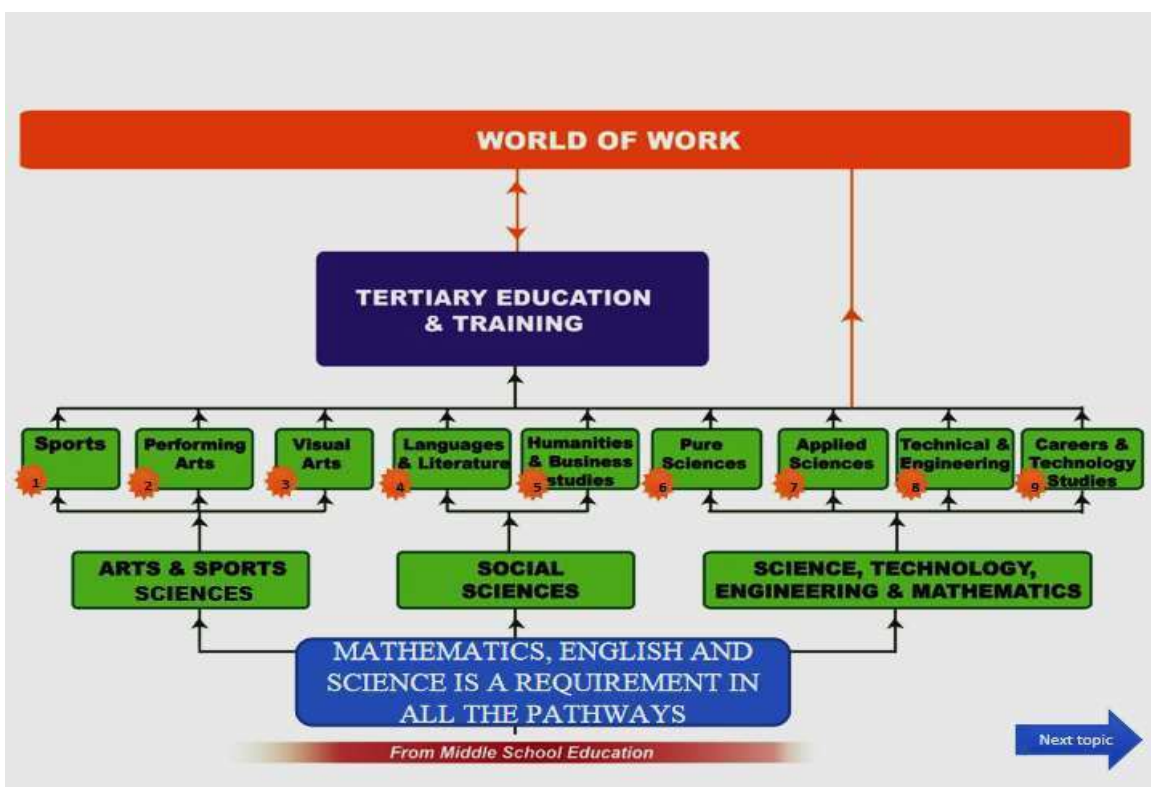 WORLD OF WORK
TERTIARY EDUCATION
& TRAINING
Sports
1
Performing
Arts
2
Visual
Arts
3
Languages
& Literature
4
Humanities
& Business
studies
5
Pure
Sciences
6
Applied
Sciences
7
Technical &
Engineering
8
Careers &
Technology
Studies
9
ARTS & SPORTS
SCIENCES
SOCIAL
SCIENCES
SCIENCE, TECHNOLOGY,
ENGINEERING & MATHEMATICS
MATHEMATICS, ENGLISH AND
SCIENCE IS A REQUIREMENT IN
ALL THE PATHWAYS
From Middle School Education
Next topic